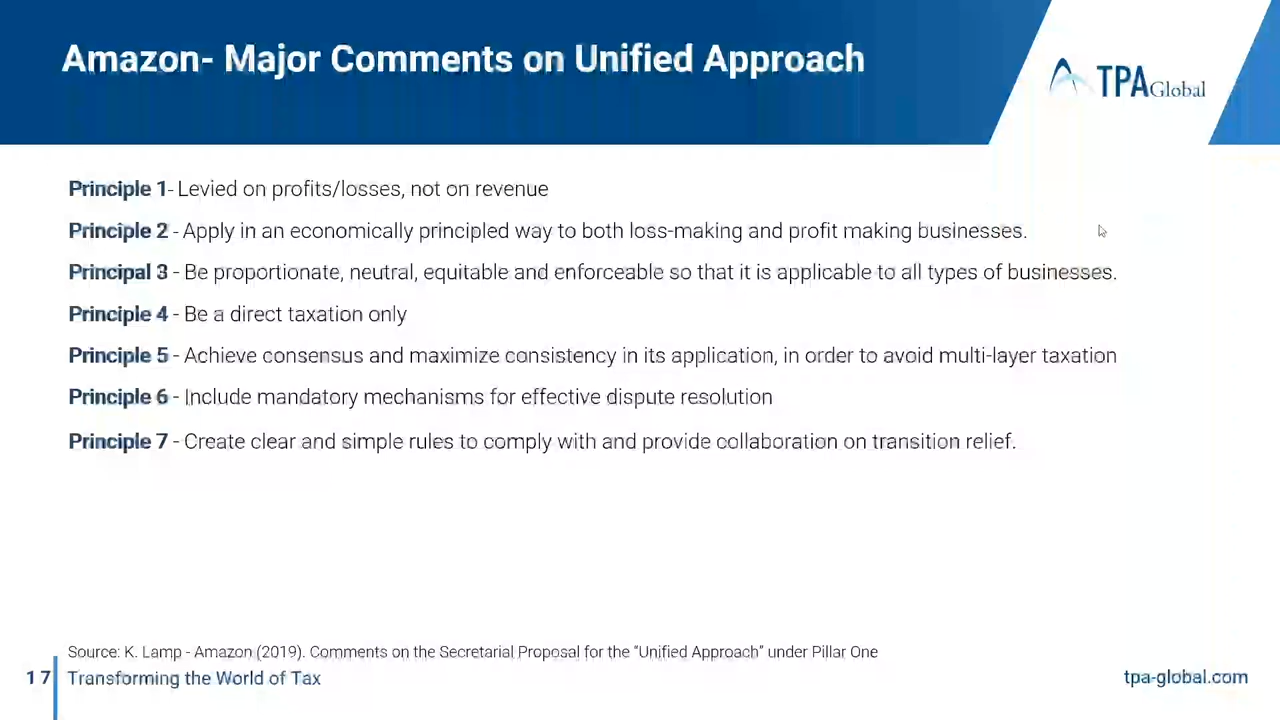 Amazon- Major Comments on Unified Approach
TPA Global
Principle 1- Levied on profits/losses, not on revenue
Principle 2 - Apply in an economically principled way to both loss-making and profit making businesses.
Principal 3 - Be proportionate, neutral, equitable and enforceable so that it is applicable to all types of businesses.
Principle 4 - Be a direct taxation only
Principle 5 - Achieve consensus and maximize consistency in its application, in order to avoid multi-layer taxation
Principle 6 - Include mandatory mechanisms for effective dispute resolution
Principle 7 - Create clear and simple rules to comply with and provide collaboration on transition relief.
Source: K. Lamp - Amazon (2019). Comments on the Secretarial Proposal for the “Unified Approach” under Pillar One
17 Transforming the World of Tax
tpa-global.com